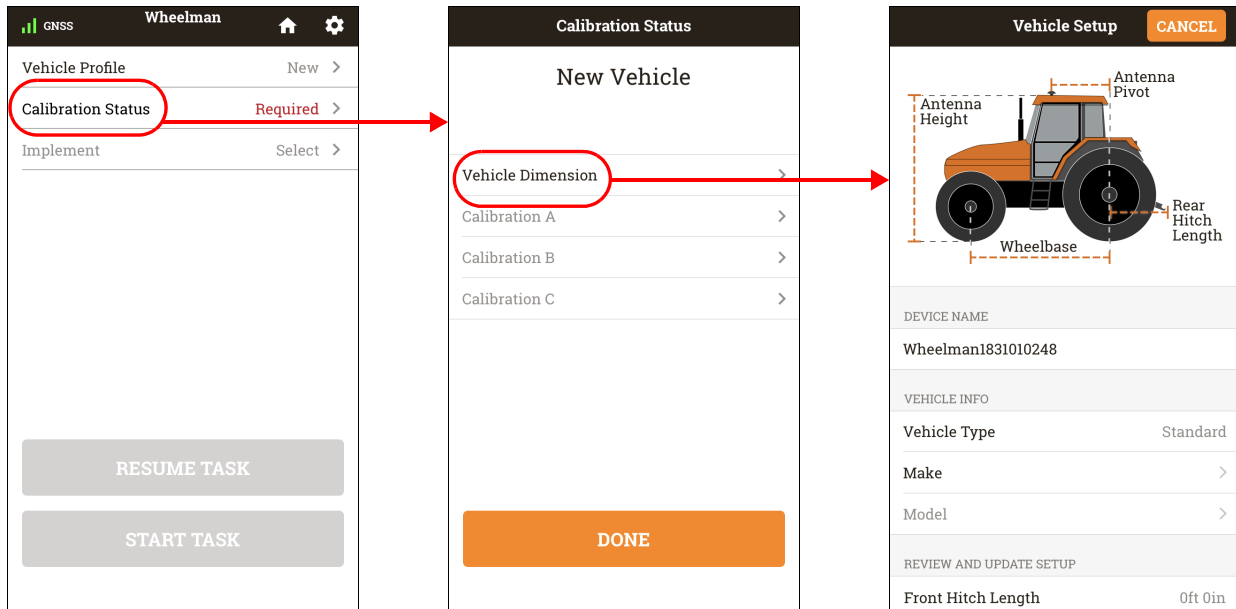 GNSS
Wheelman
Vehicle Profile
New
Calibration Status
Required
Implement
Select
RESUME TASK
START TASK
Calibration Status
New Vehicle
Vehicle Dimension
Calibration A
Calibration B
Calibration C
DONE
Vehicle Setup
CANCEL
Antenna
Pivot
Antenna
Height
Rear
Hitch
Length
Wheelbase
DEVICE NAME
Wheelman1831010248
VEHICLE INFO
Vehicle Type
Standard
Make
Model
REVIEW AND UPDATE SETUP
Front Hitch Length
0ft 0in